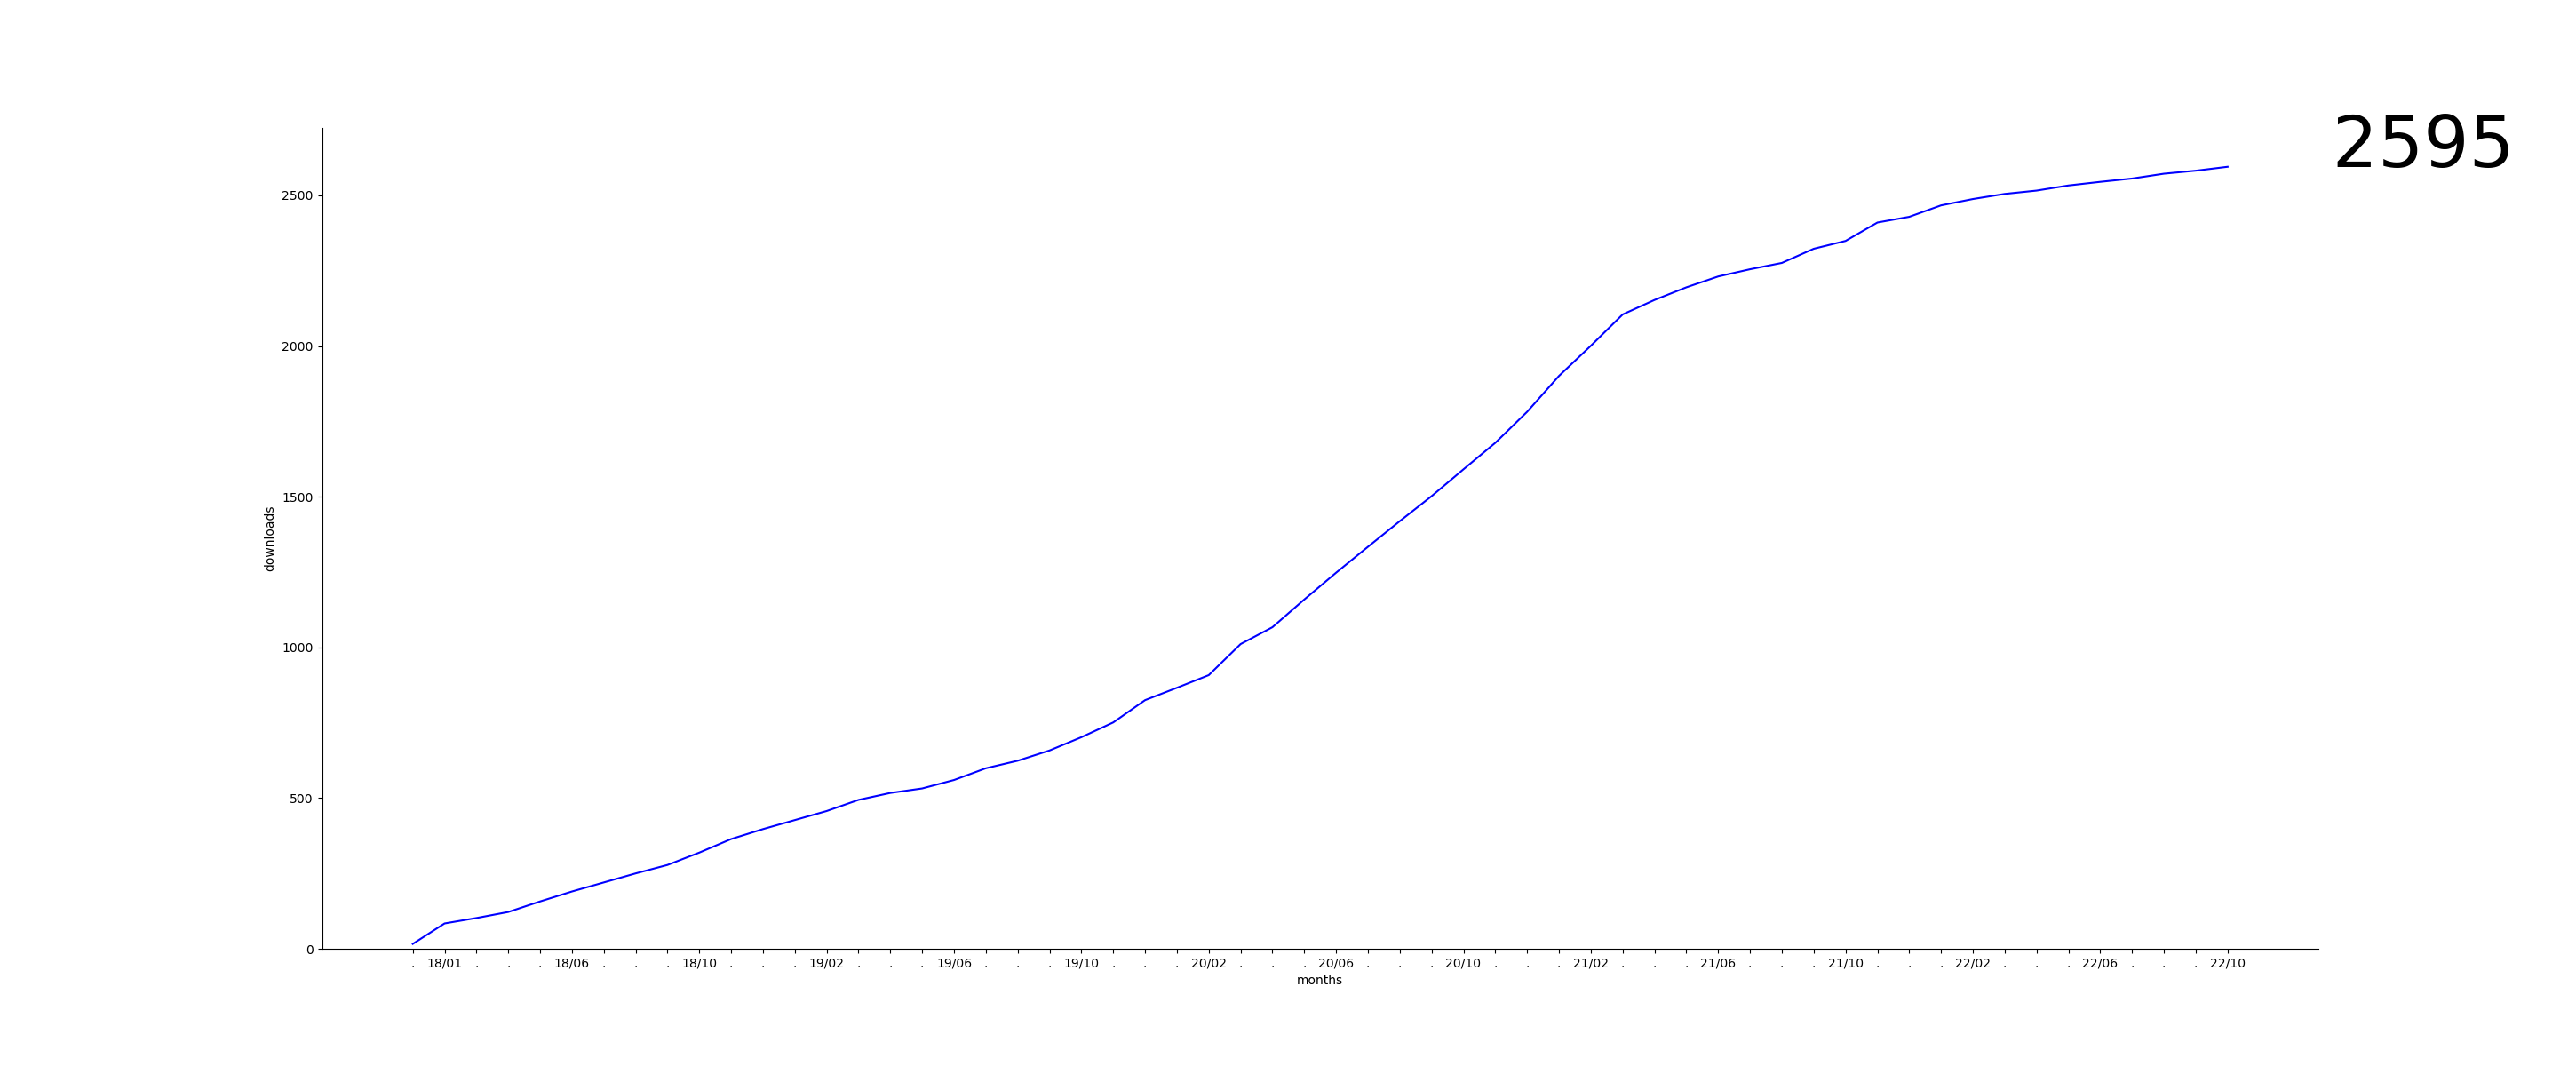 2595
2500
2000
1500
1000
500
0
downloads
. 18/01 . . . 18/06 . . . 18/10 . . . 19/02 . . . 19/06 . . . 19/10 . . . 20/02 . . . 20/06 . . . 20/10 . . . 21/02 . . . 21/06 . . . 21/10 . . . 22/02 . . . 22/06 . . . 22/10
months